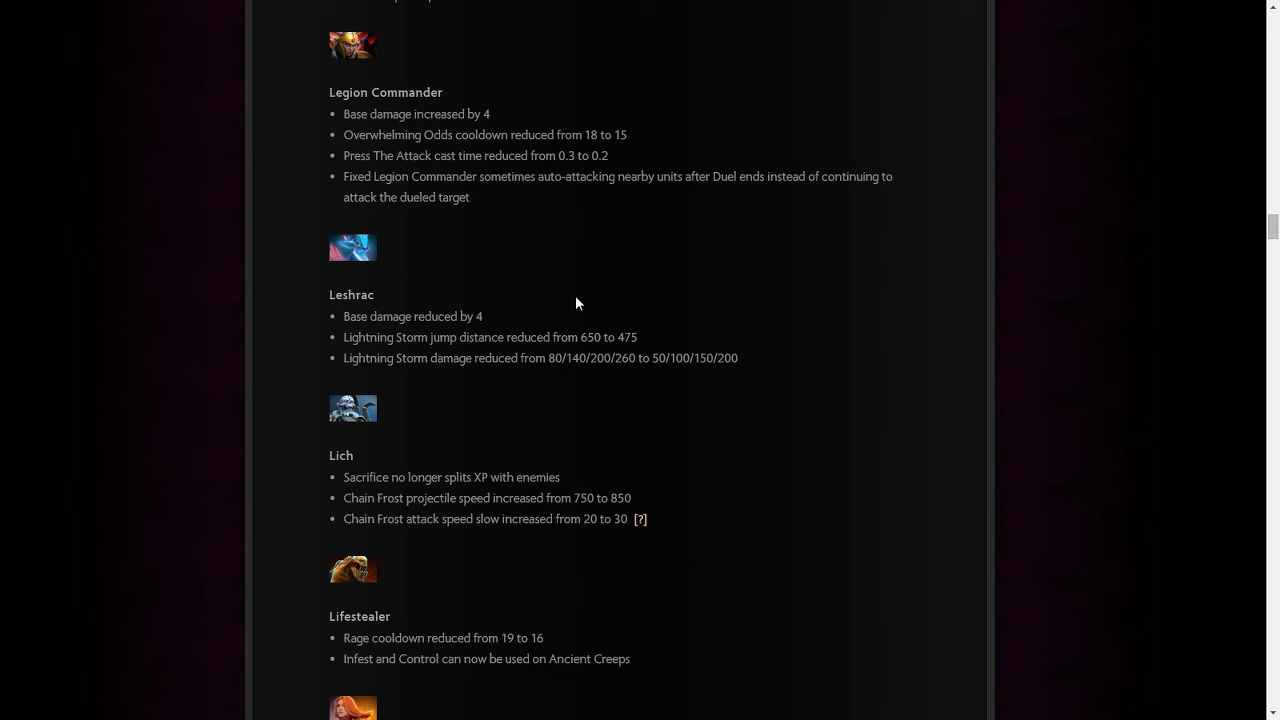 Legion Commander
• Base damage increased by 4
• Overwhelming Odds cooldown reduced from 18 to 15
• Press The Attack cast time reduced from 0.3 to 0.2
• Fixed Legion Commander sometimes auto-attacking nearby units after Duel ends instead of continuing to
attack the dueled target
Leshrac
• Base damage reduced by 4
• Lightning Storm jump distance reduced from 650 to 475
• Lightning Storm damage reduced from 80/140/200/260 to 50/100/150/200
Lich
• Sacrifice no longer splits XP with enemies
• Chain Frost projectile speed increased from 750 to 850
• Chain Frost attack speed slow increased from 20 to 30 [?]
Lifestealer
• Rage cooldown reduced from 19 to 16
• Infest and Control can now be used on Ancient Creeps